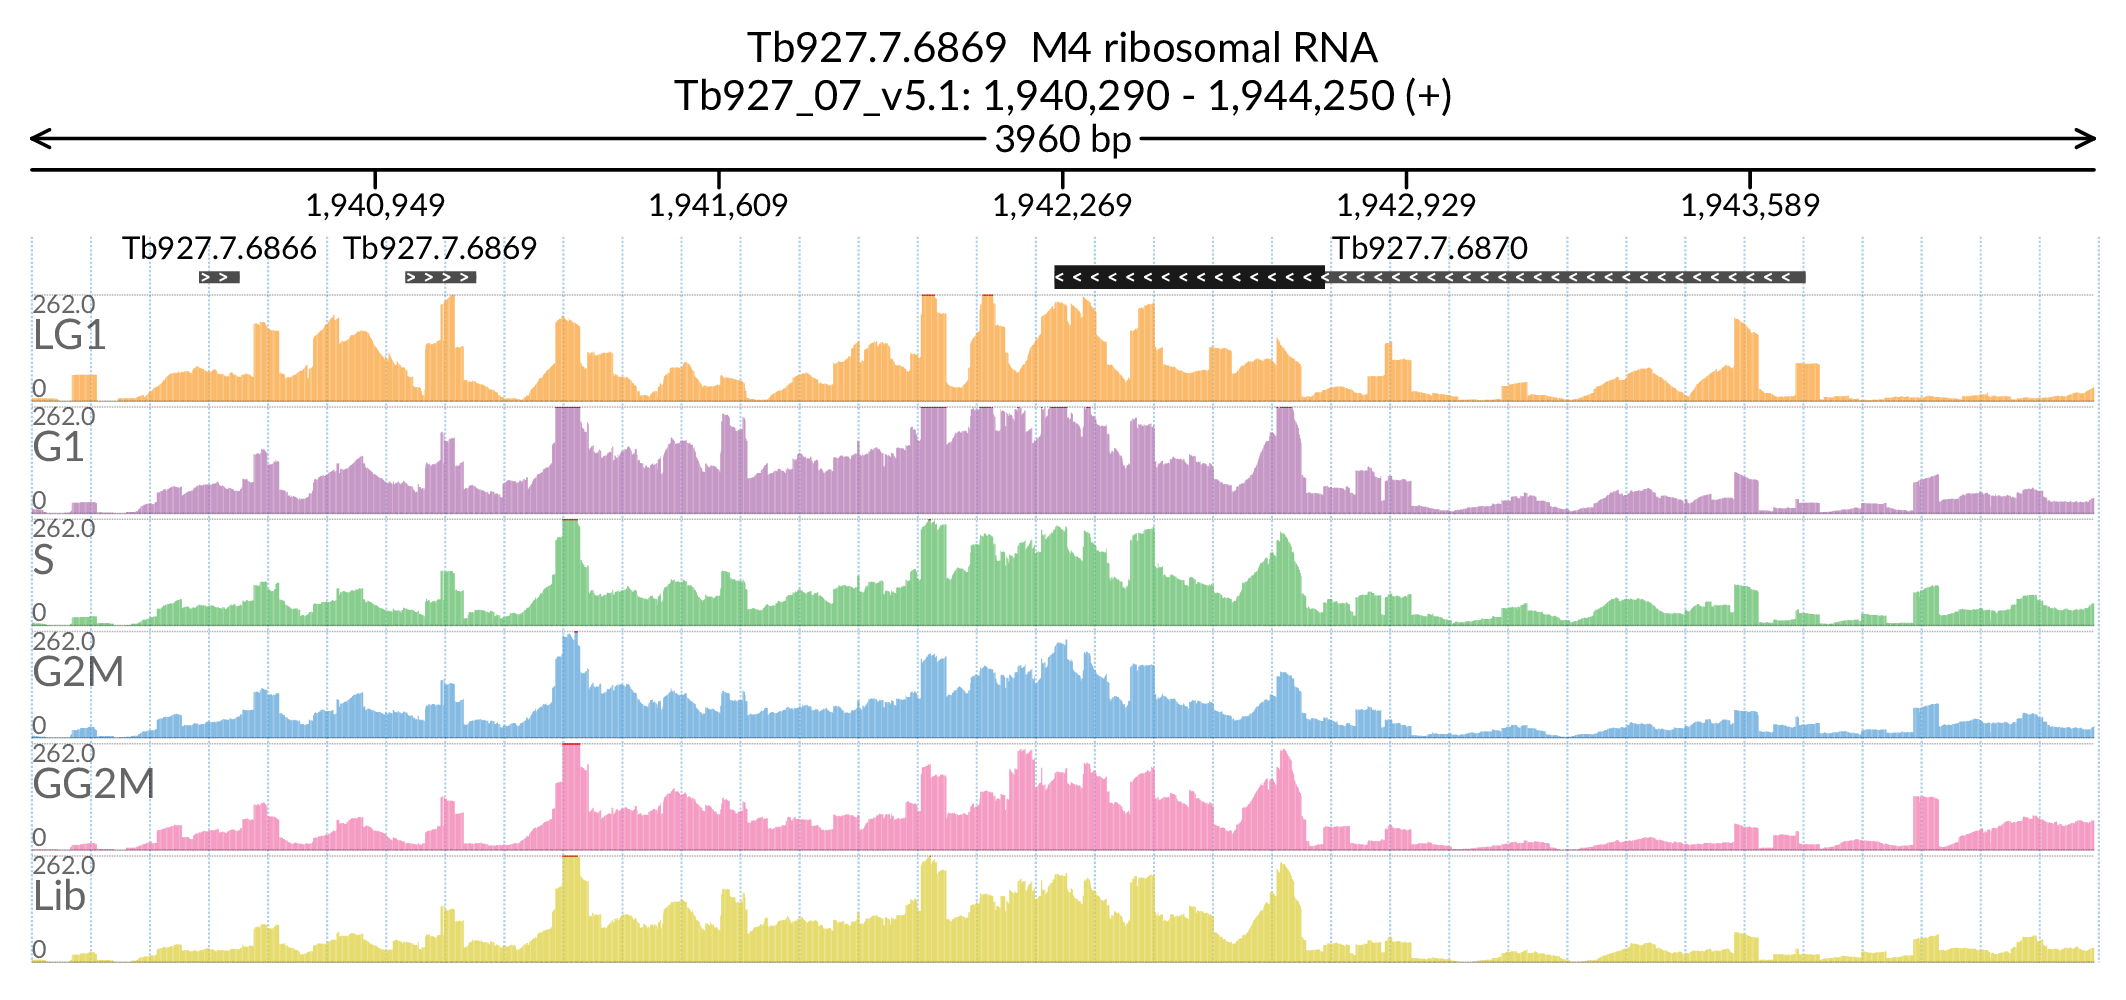 Tb927.7.6869  M4 ribosomal RNA
Tb927_07_v5.1: 1,940,290 - 1,944,250 (+)
3960 bp
1,940,949 1,941,609 1,942,269 1,942,929 1,943,589
Tb927.7.6866 Tb927.7.6869 Tb927.7.6870
262.0
LG1
0
262.0
G1
0
262.0
S
0
262.0
G2M
0
262.0
GG2M
0
262.0
Lib
0